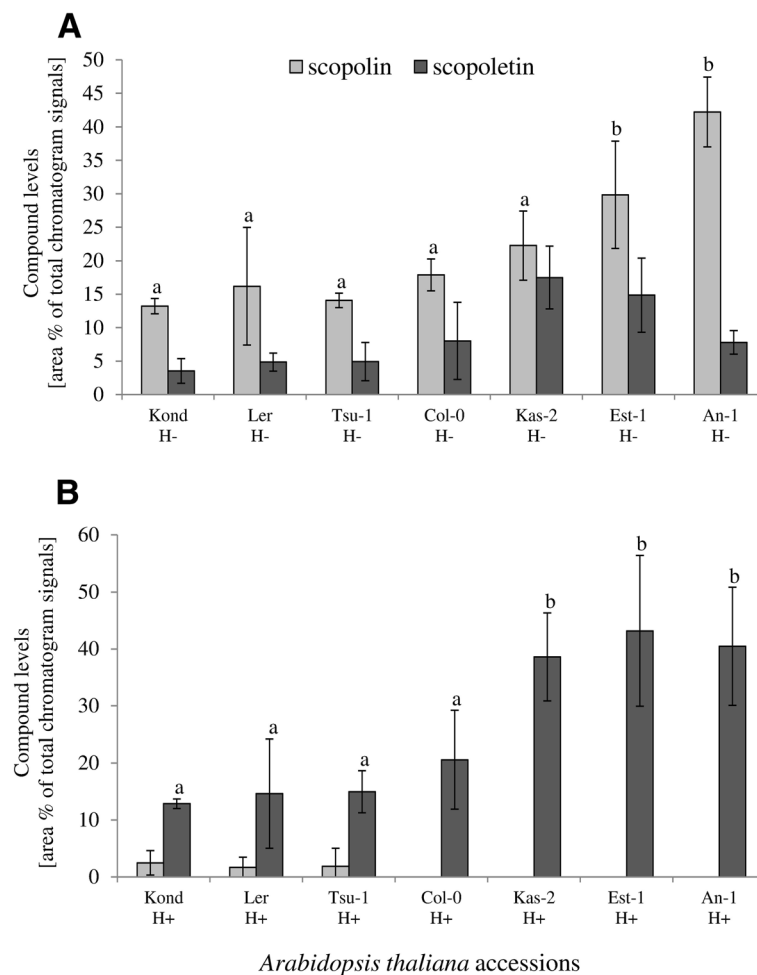 A
scopolin scopoletin
Compound levels
[area % of total chromatogram signals]
50
45
40
35
30
25
20
15
10
5
0
a
a
a
a
a
b
b
Kond Ler Tsu-1 Col-0 Kas-2 Est-1 An-1
H- H- H- H- H- H- H-
B
Compound levels
[area % of total chromatogram signals]
60
50
40
30
20
10
0
a
a
a
a
b
b
b
Kond Ler Tsu-1 Col-0 Kas-2 Est-1 An-1
H+ H+ H+ H+ H+ H+ H+
Arabidopsis thaliana accessions